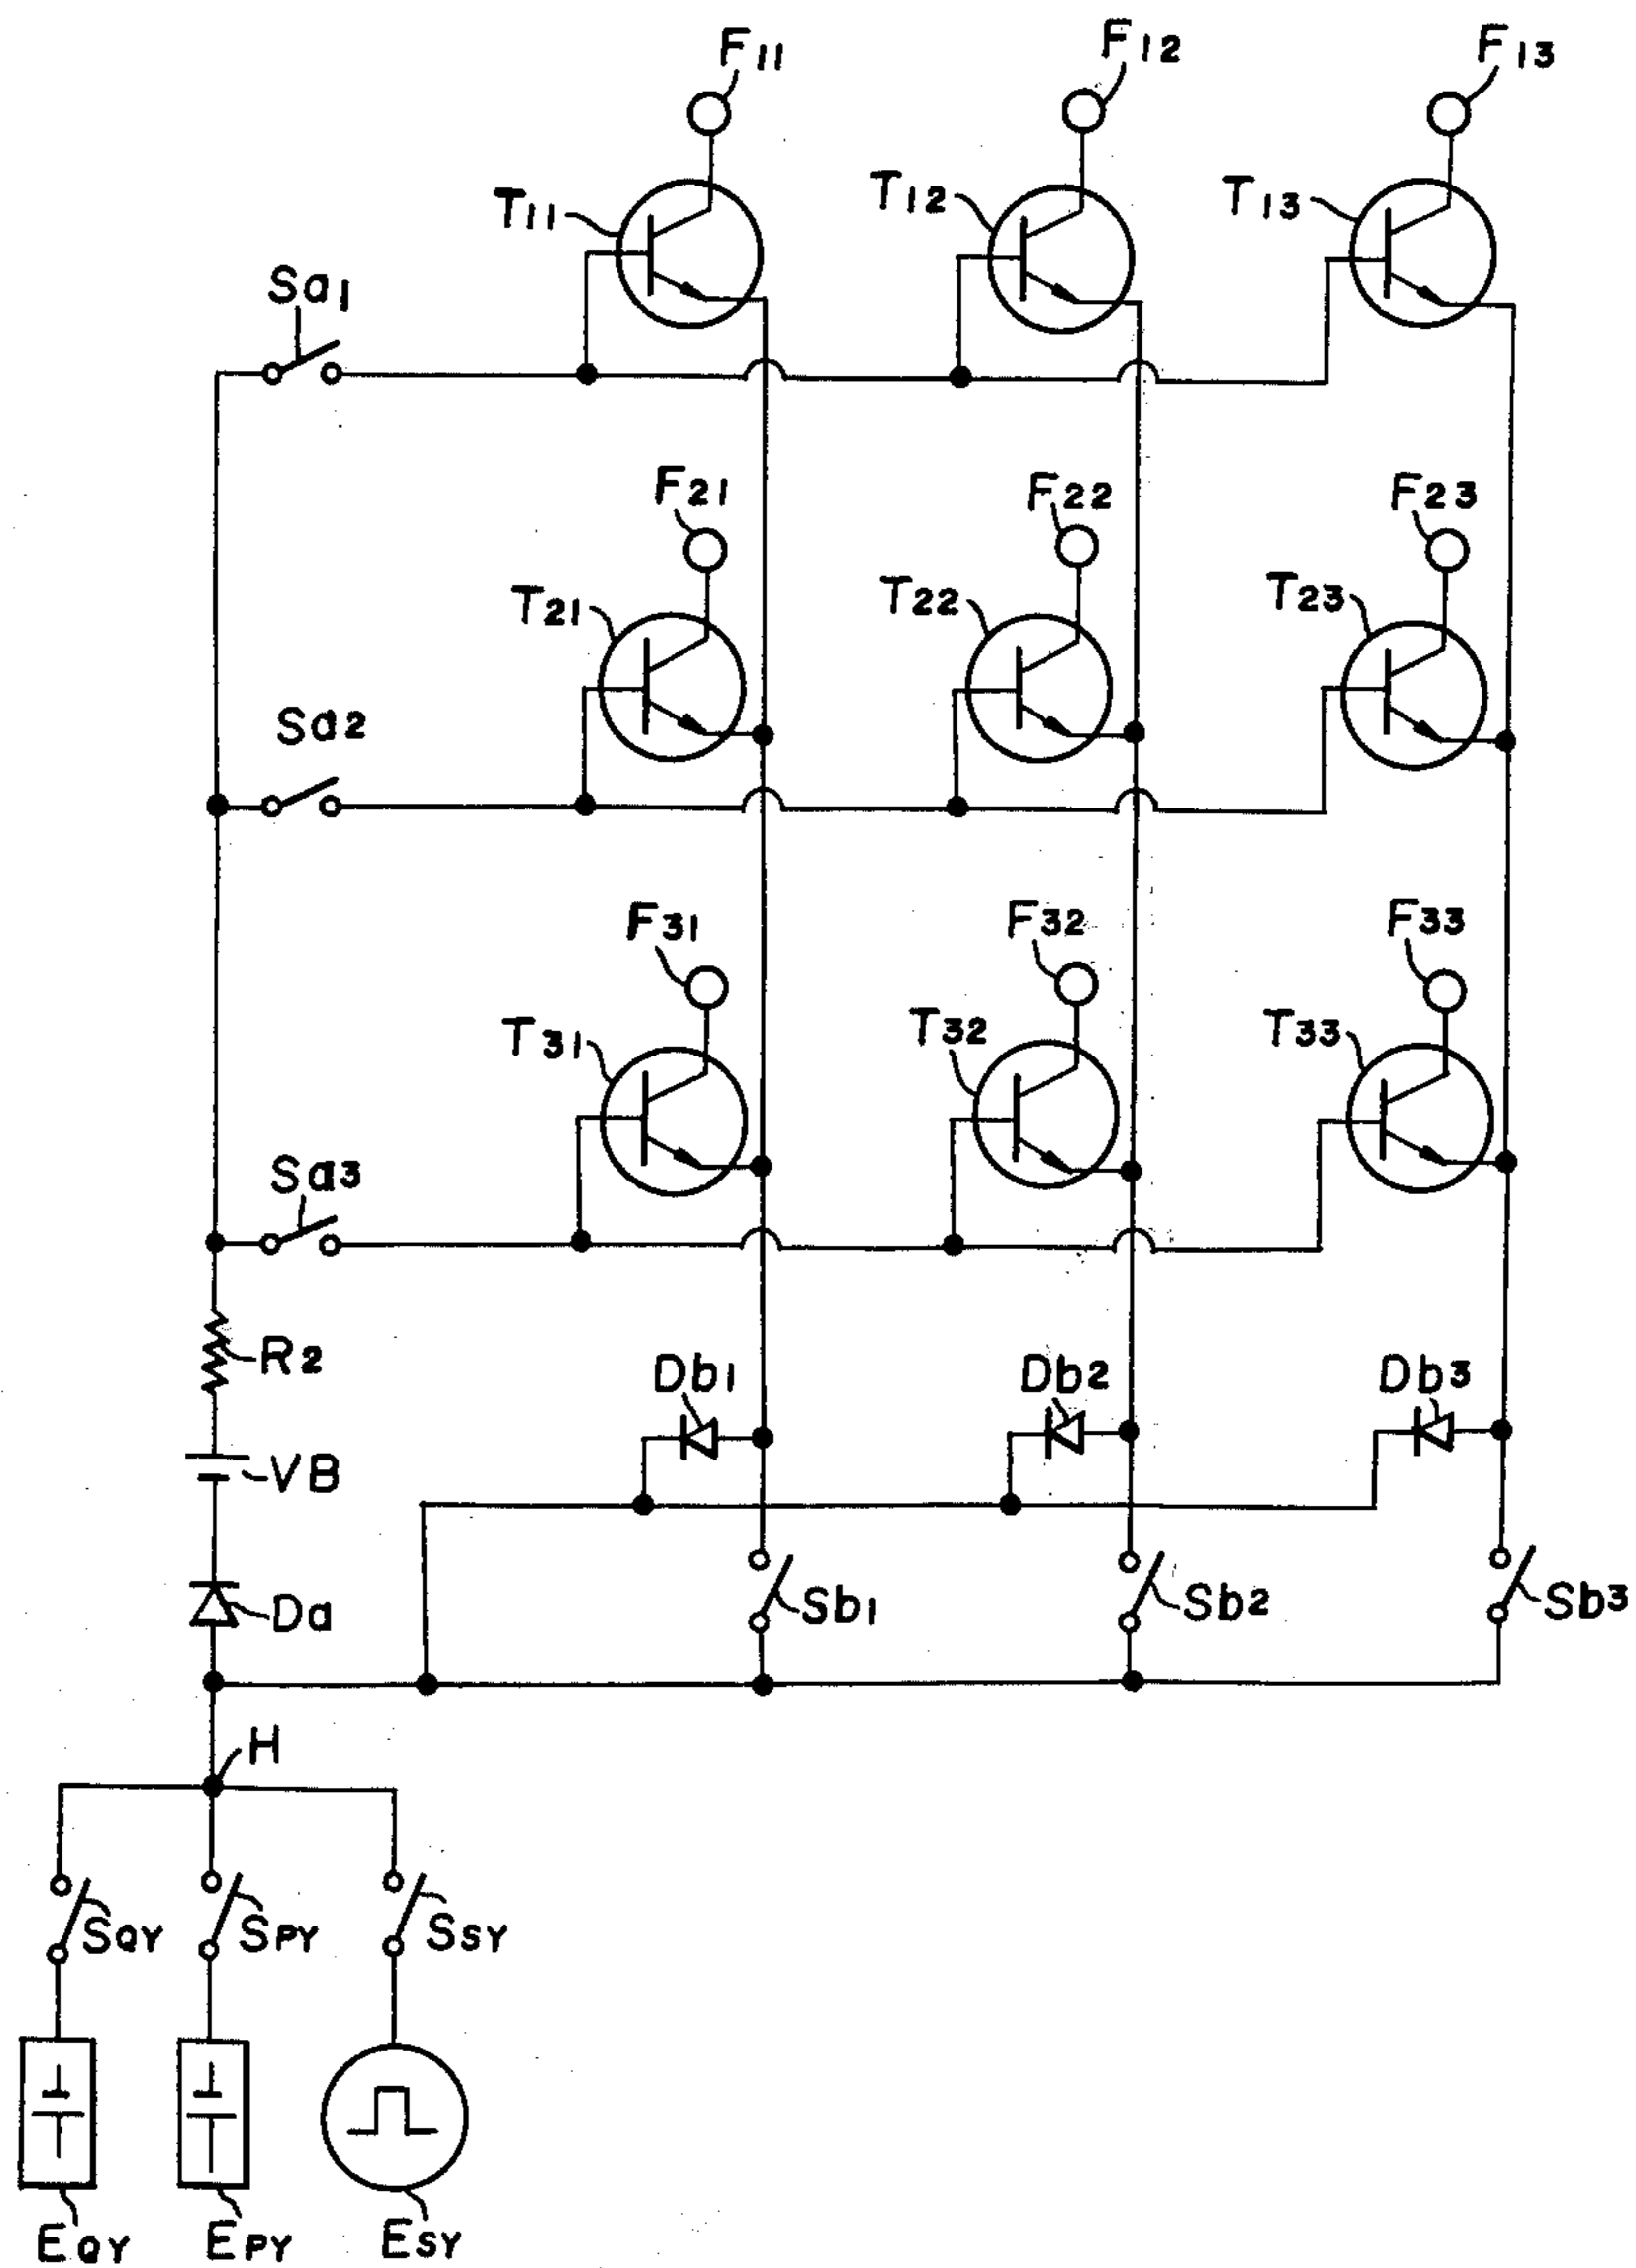 F11 F12 F13
T11 T12 T13
Sa1
F21 F22 F23
T21 T22 T23
Sa2
F31 F32 F33
T31 T32 T33
Sa3
R2
Db1 Db2 Db3
VB
Da Sb1 Sb2 Sb3
H
SQY SPY SSY
EQY EPY ESY